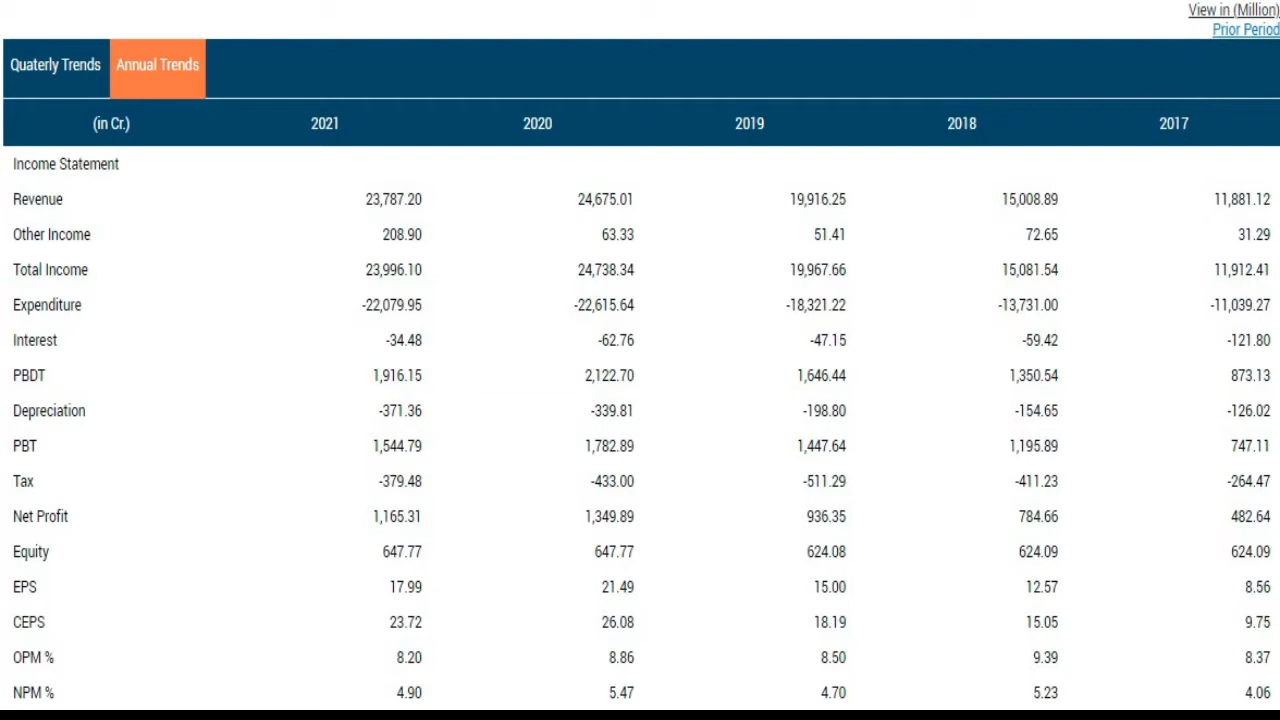 View in (Million)
Prior Period
Quaterly Trends Annual Trends
(in Cr.) 2021 2020 2019 2018 2017
Income Statement
Revenue 23,787.20 24,675.01 19,916.25 15,008.89 11,881.12
Other Income 208.90 63.33 51.41 72.65 31.29
Total Income 23,996.10 24,738.34 19,967.66 15,081.54 11,912.41
Expenditure -22,079.95 -22,615.64 -18,321.22 -13,731.00 -11,039.27
Interest -34.48 -62.76 -47.15 -59.42 -121.80
PBDT 1,916.15 2,122.70 1,646.44 1,350.54 873.13
Depreciation -371.36 -339.81 -198.80 -154.65 -126.02
PBT 1,544.79 1,782.89 1,447.64 1,195.89 747.11
Tax -379.48 -433.00 -511.29 -411.23 -264.47
Net Profit 1,165.31 1,349.89 936.35 784.66 482.64
Equity 647.77 647.77 624.08 624.09 624.09
EPS 17.99 21.49 15.00 12.57 8.56
CEPS 23.72 26.08 18.19 15.05 9.75
OPM % 8.20 8.86 8.50 9.39 8.37
NPM % 4.90 5.47 4.70 5.23 4.06